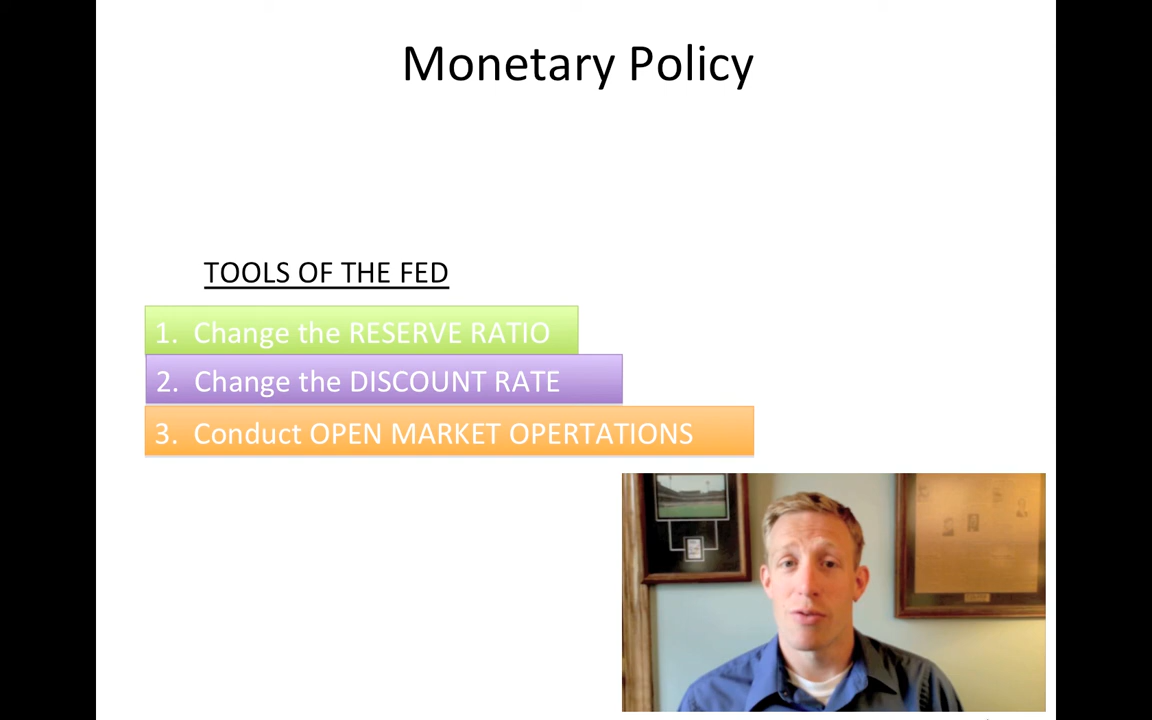 Monetary Policy
TOOLS OF THE FED
1. Change the RESERVE RATIO
2. Change the DISCOUNT RATE
3. Conduct OPEN MARKET OPERTATIONS